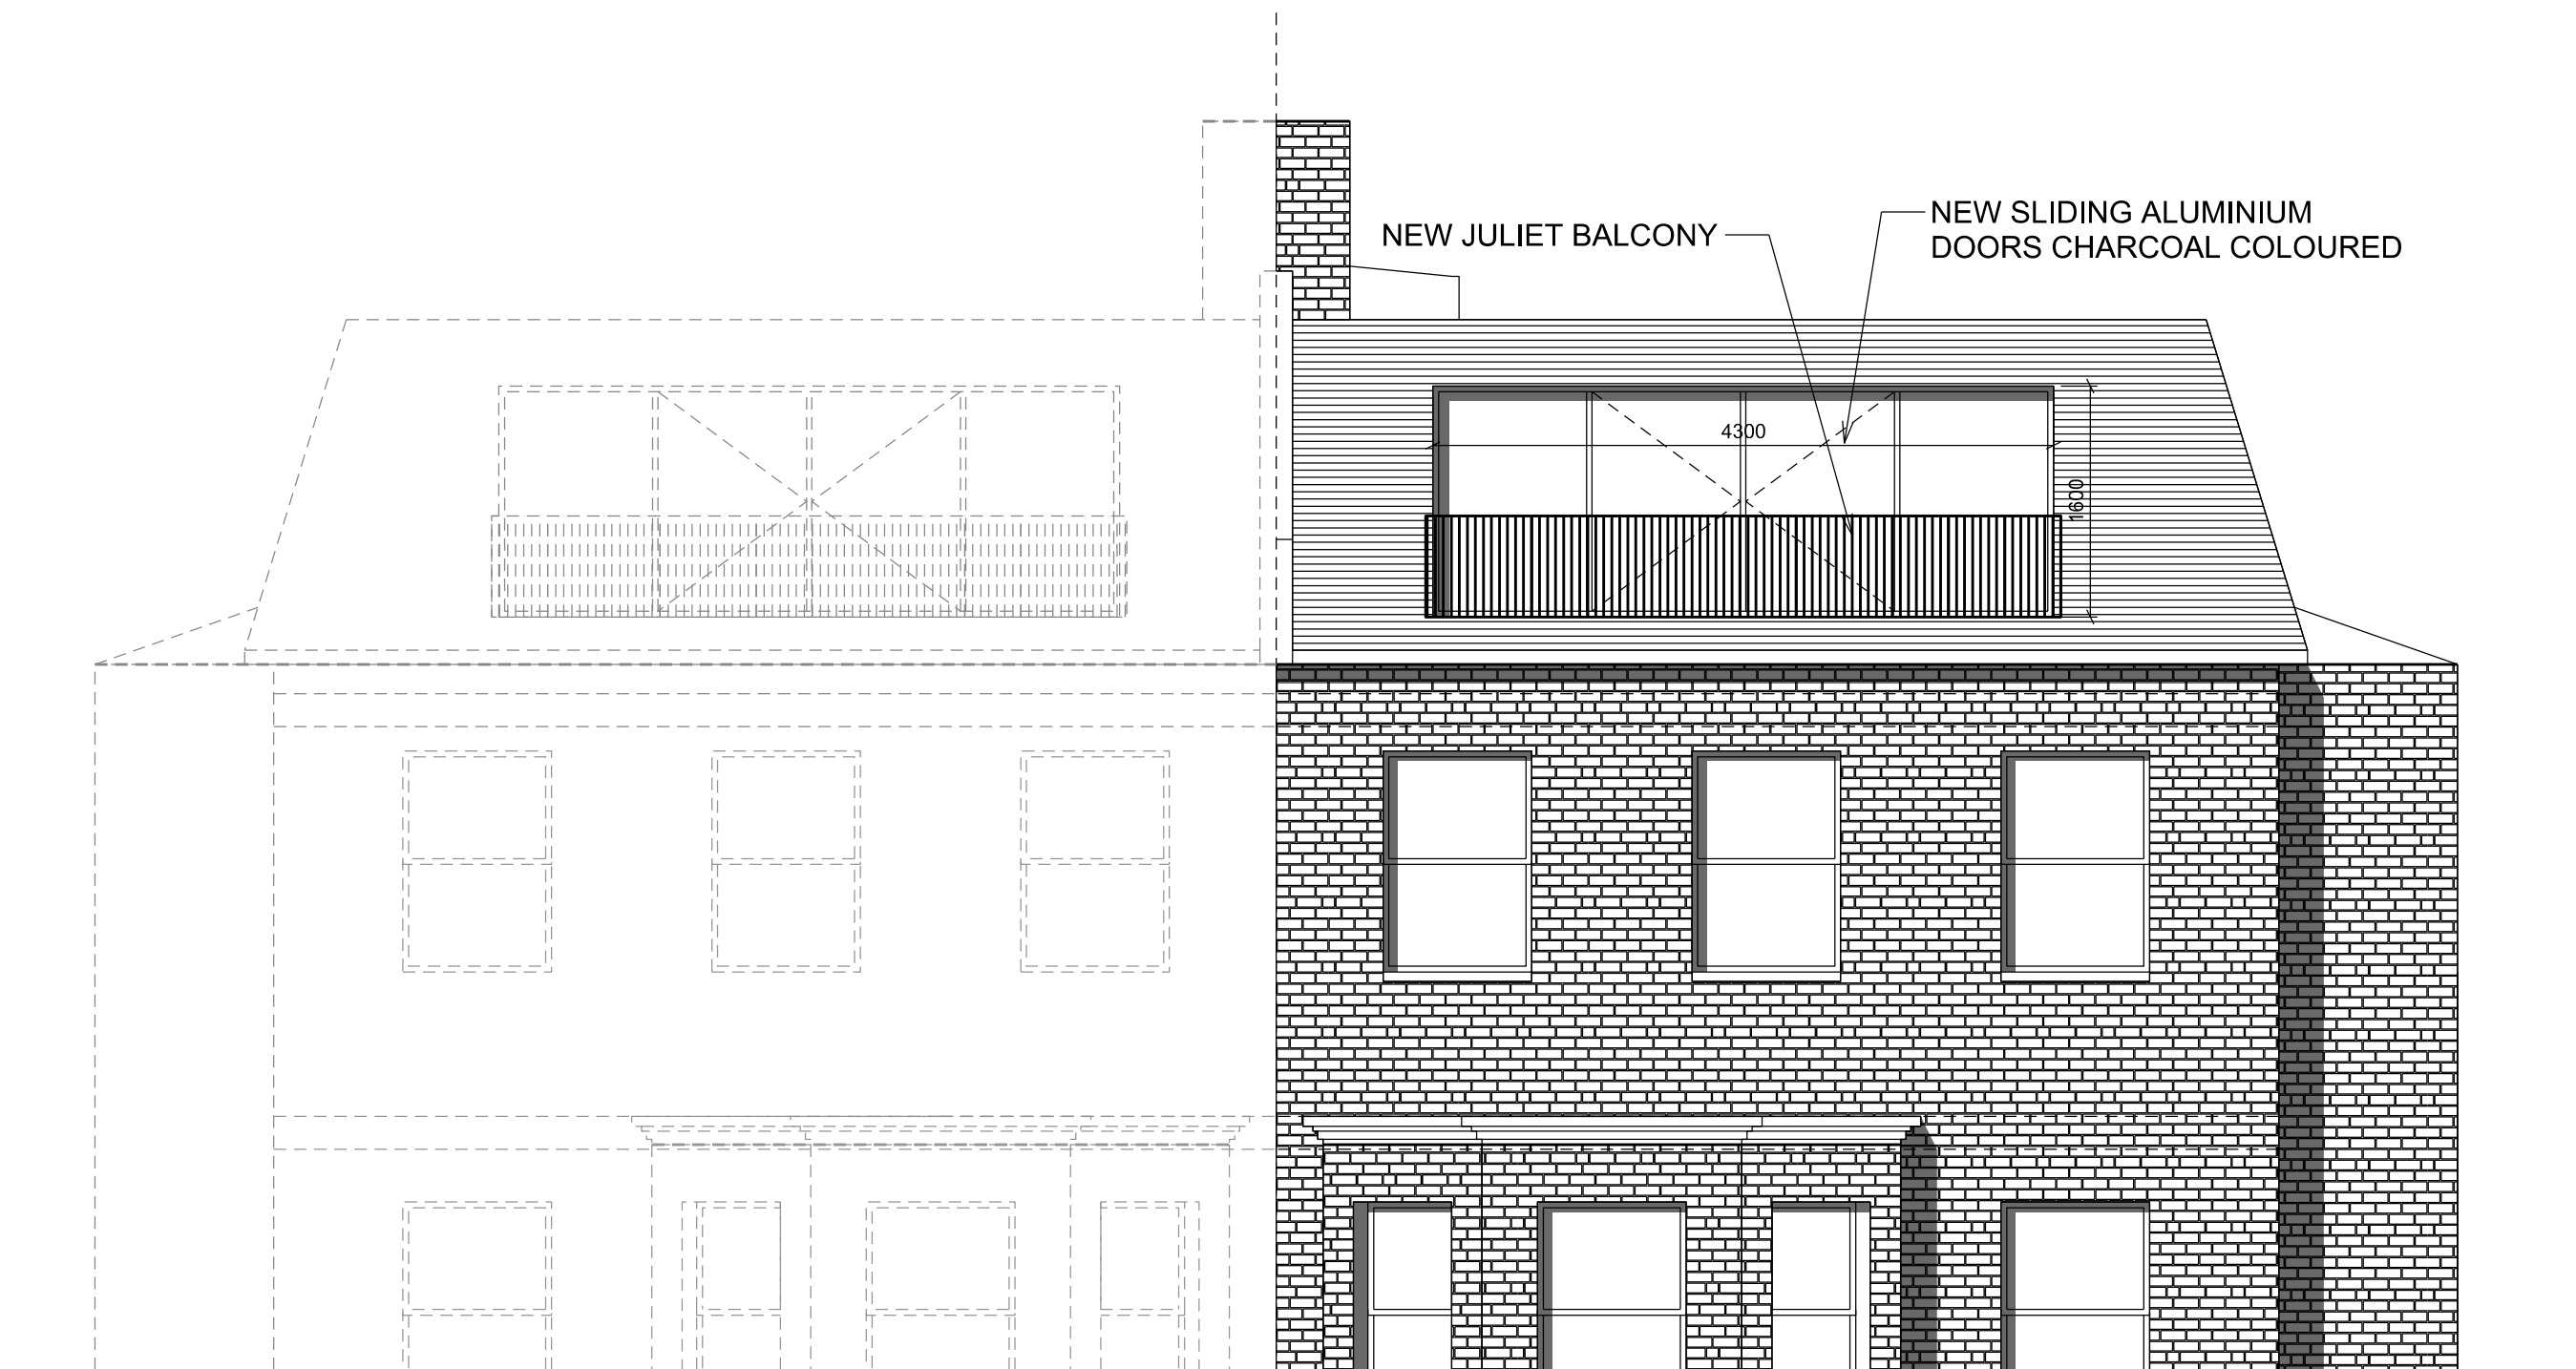 NEW JULIET BALCONY
NEW SLIDING ALUMINIUM
DOORS CHARCOAL COLOURED
4300
1600